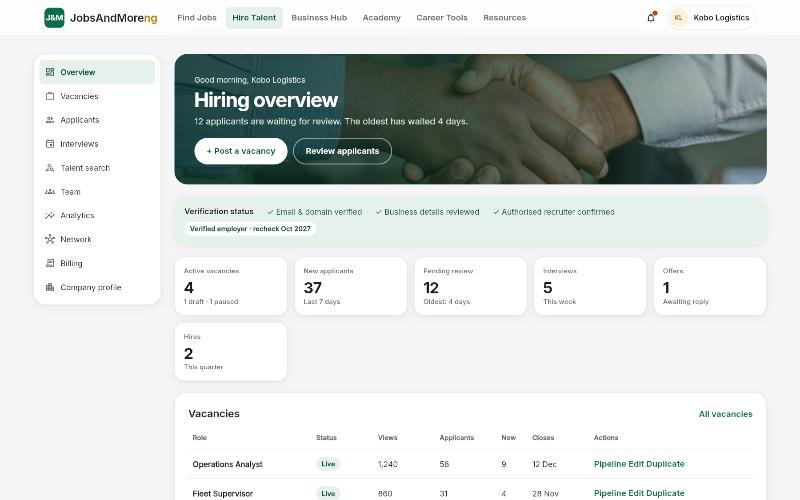 J&M JobsAndMoreng Find Jobs Hire Talent Business Hub Academy Career Tools Resources KL Kobo Logistics
Overview
Vacancies
Applicants
Interviews
Talent search
Team
Analytics
Network
Billing
Company profile
Good morning, Kobo Logistics
Hiring overview
12 applicants are waiting for review. The oldest has waited 4 days.
+ Post a vacancy Review applicants
Verification status ✓ Email & domain verified ✓ Business details reviewed ✓ Authorised recruiter confirmed
Verified employer · recheck Oct 2027
Active vacancies
4
1 draft · 1 paused
New applicants
37
Last 7 days
Pending review
12
Oldest: 4 days
Interviews
5
This week
Offers
1
Awaiting reply
Hires
2
This quarter
Vacancies All vacancies
Role Status Views Applicants New Closes Actions
Operations Analyst Live 1,240 58 9 12 Dec Pipeline Edit Duplicate
Fleet Supervisor Live 860 31 4 28 Nov Pipeline Edit Duplicate